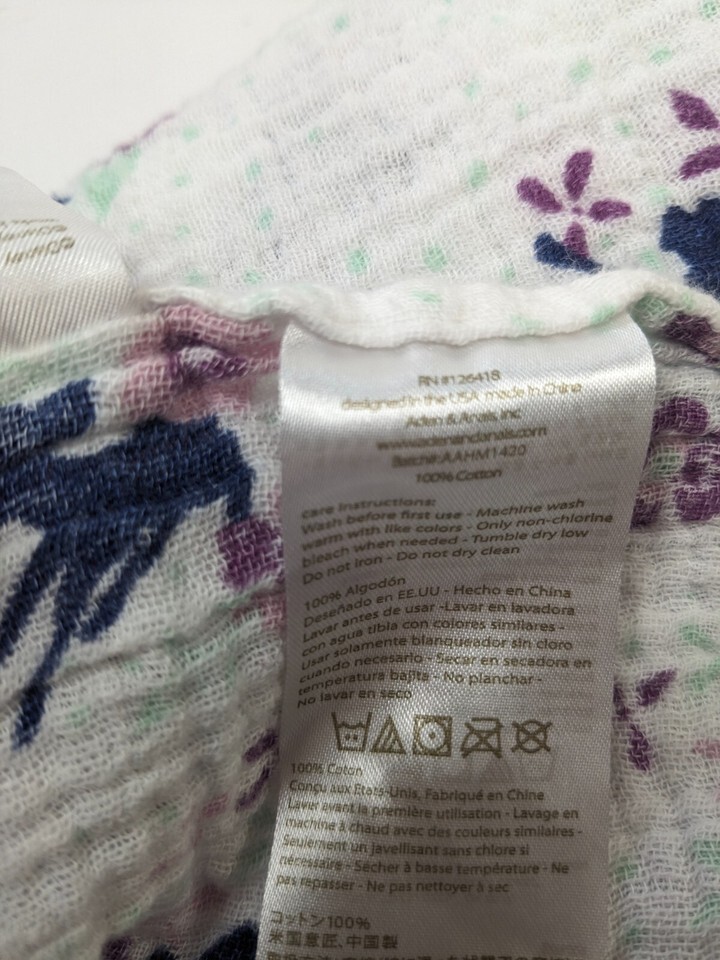 RN #126418
designed in the USA, made in China
Aden & Anais, Inc
www.adenandanais.com
Batch#:AAHM1420
100% Cotton
care instructions:
Wash before first use - Machine wash
warm with like colors - Only non-chlorine
bleach when needed - Tumble dry low
Do not iron - Do not dry clean
100% Algodón
Deseñado en EE.UU - Hecho en China
Lavar antes de usar -Lavar en lavadora
con agua tibia con colores similares -
Usar solamente blanqueador sin cloro
cuando necesario - Secar en secadora en
temperatura bajita - No planchar -
No lavar en seco
100% Coton
Conçu aux Etats-Unis, Fabriqué en Chine
Laver avant la première utilisation - Lavage en
machine à chaud avec des couleurs similaires -
Seulement un javellisant sans chlore si
nécessaire - Sécher à basse température - Ne
pas repasser - Ne pas nettoyer à sec
コットン100%
米国意匠、中国製